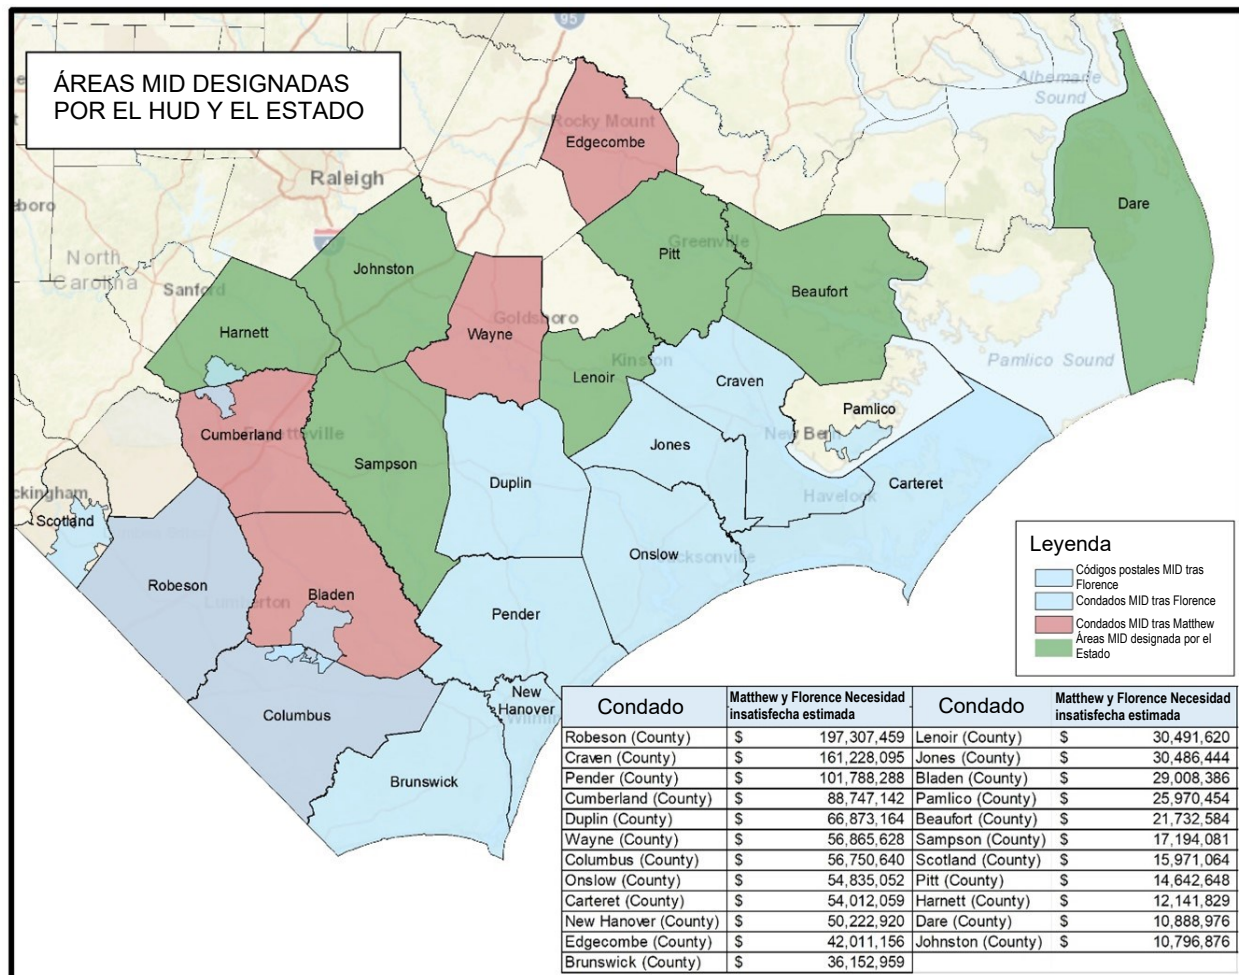 95
ÁREAS MID DESIGNADAS
POR EL HUD Y EL ESTADO
Albemarle
Sound
Rocky Mount
Edgecombe
Raleigh
Dare
boro
Pitt
Greenville
North
Carolina
Johnston
Sanford
Beaufort
Goldsboro
Harnett
Wayne
Kinston
Pamlico Sound
Lenoir
Craven
Pamlico
Cumberland
New Bern
Jones
Sampson
Duplin
Carteret
Havelock
ckingham
Scotland
Onslow
Jacksonville
Robeson
Bladen
Lumberton
Pender
New
Hanover
Columbus
Brunswick
Leyenda
Códigos postales MID tras
Florence
Condados MID tras Florence
Condados MID tras Matthew
Áreas MID designada por el
Estado
Condado Matthew y Florence Necesidad insatisfecha estimada Condado Matthew y Florence Necesidad insatisfecha estimada
Robeson (County) $ 197,307,459 Lenoir (County) $ 30,491,620
Craven (County) $ 161,228,095 Jones (County) $ 30,486,444
Pender (County) $ 101,788,288 Bladen (County) $ 29,008,386
Cumberland (County) $ 88,747,142 Pamlico (County) $ 25,970,454
Duplin (County) $ 66,873,164 Beaufort (County) $ 21,732,584
Wayne (County) $ 56,865,628 Sampson (County) $ 17,194,081
Columbus (County) $ 56,750,640 Scotland (County) $ 15,971,064
Onslow (County) $ 54,835,052 Pitt (County) $ 14,642,648
Carteret (County) $ 54,012,059 Harnett (County) $ 12,141,829
New Hanover (County) $ 50,222,920 Dare (County) $ 10,888,976
Edgecombe (County) $ 42,011,156 Johnston (County) $ 10,796,876
Brunswick (County) $ 36,152,959